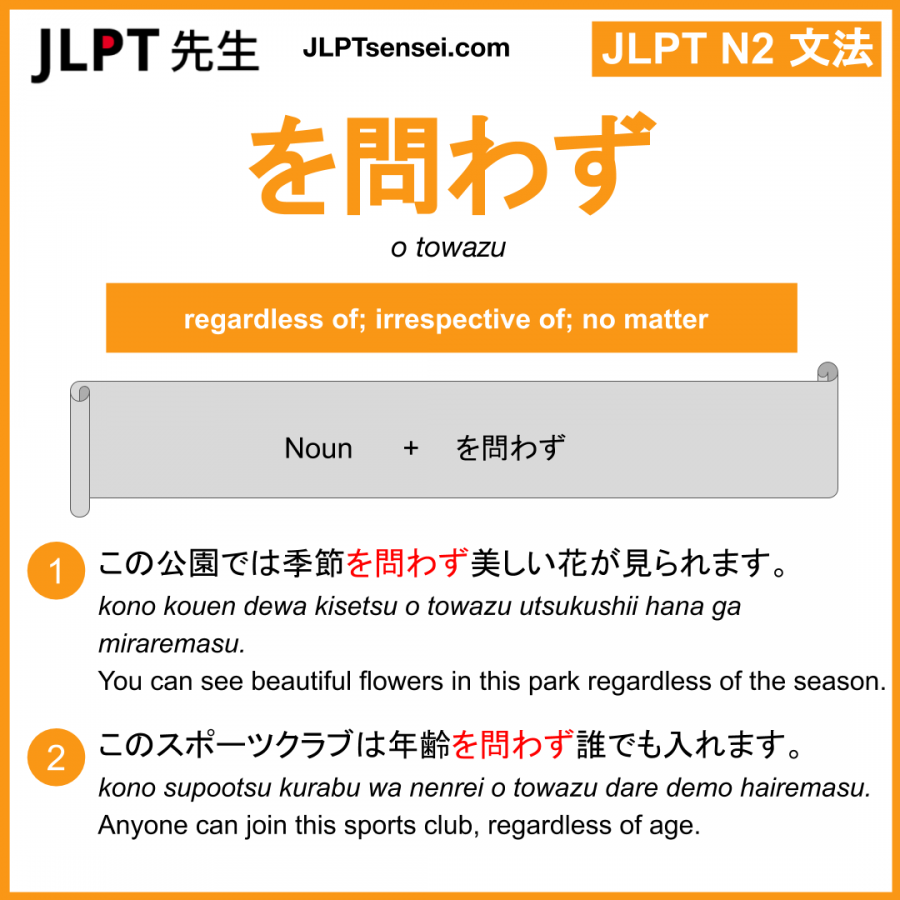 JLPT 先生
JLPTsensei.com
JLPT N2 文法
を問わず
o towazu
regardless of; irrespective of; no matter
Noun + を問わず
1
この公園では季節を問わず美しい花が見られます。
kono kouen dewa kisetsu o towazu utsukushii hana ga
miraremasu.
You can see beautiful flowers in this park regardless of the season.
2
このスポーツクラブは年齢を問わず誰でも入れます。
kono supootsu kurabu wa nenrei o towazu dare demo hairemasu.
Anyone can join this sports club, regardless of age.